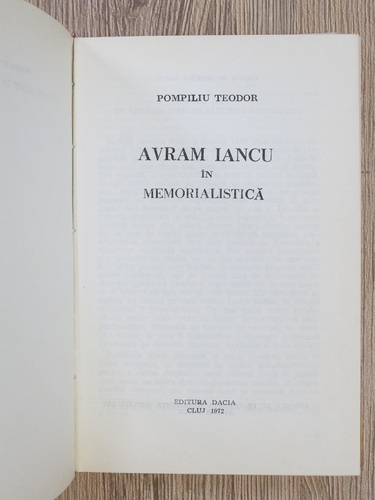 POMPILIU TEODOR
AVRAM IANCU
ÎN
MEMORIALISTICĂ
EDITURA DACIA
CLUJ 1972